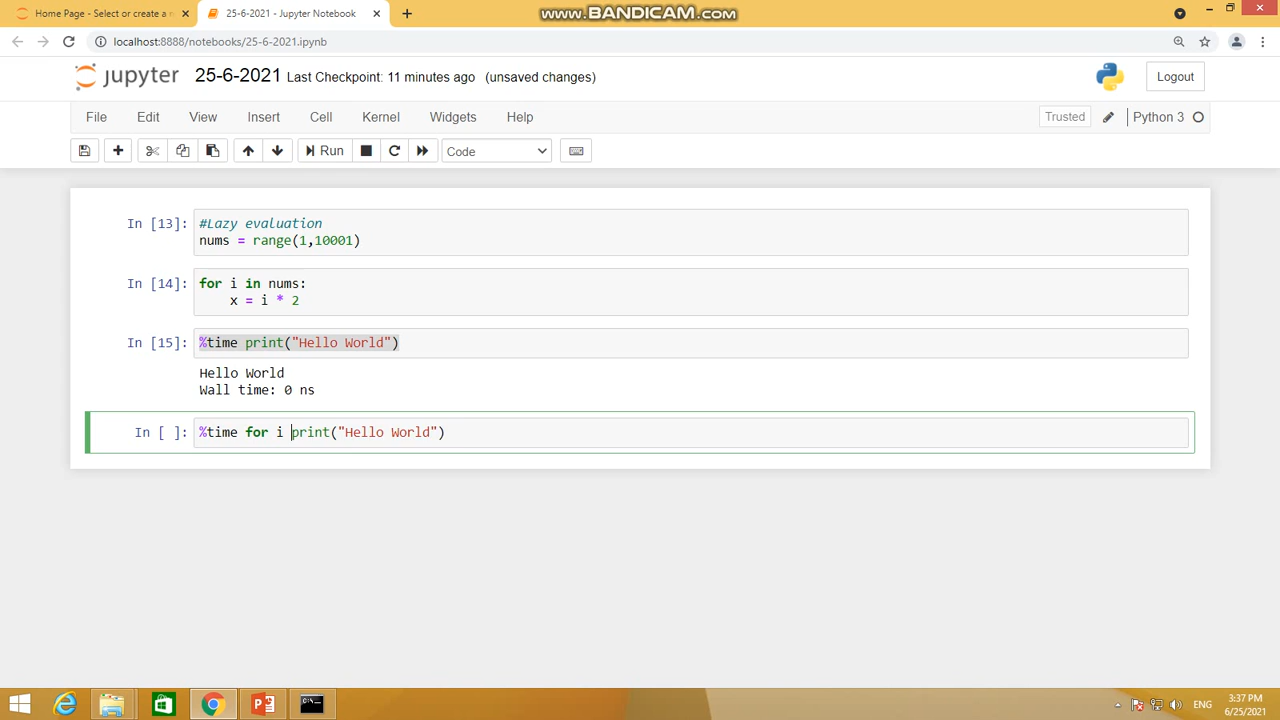 Home Page - Select or create a n
25-6-2021 - Jupyter Notebook
www.BANDICAM.com
localhost:8888/notebooks/25-6-2021.ipynb
jupyter 25-6-2021 Last Checkpoint: 11 minutes ago (unsaved changes)
Logout
File Edit View Insert Cell Kernel Widgets Help
Trusted Python 3
Run Code
In [13]: #Lazy evaluation
nums = range(1,10001)
In [14]: for i in nums:
x = i * 2
In [15]: %time print("Hello World")
Hello World
Wall time: 0 ns
In [ ]: %time for i print("Hello World")
ENG
3:37 PM
6/25/2021